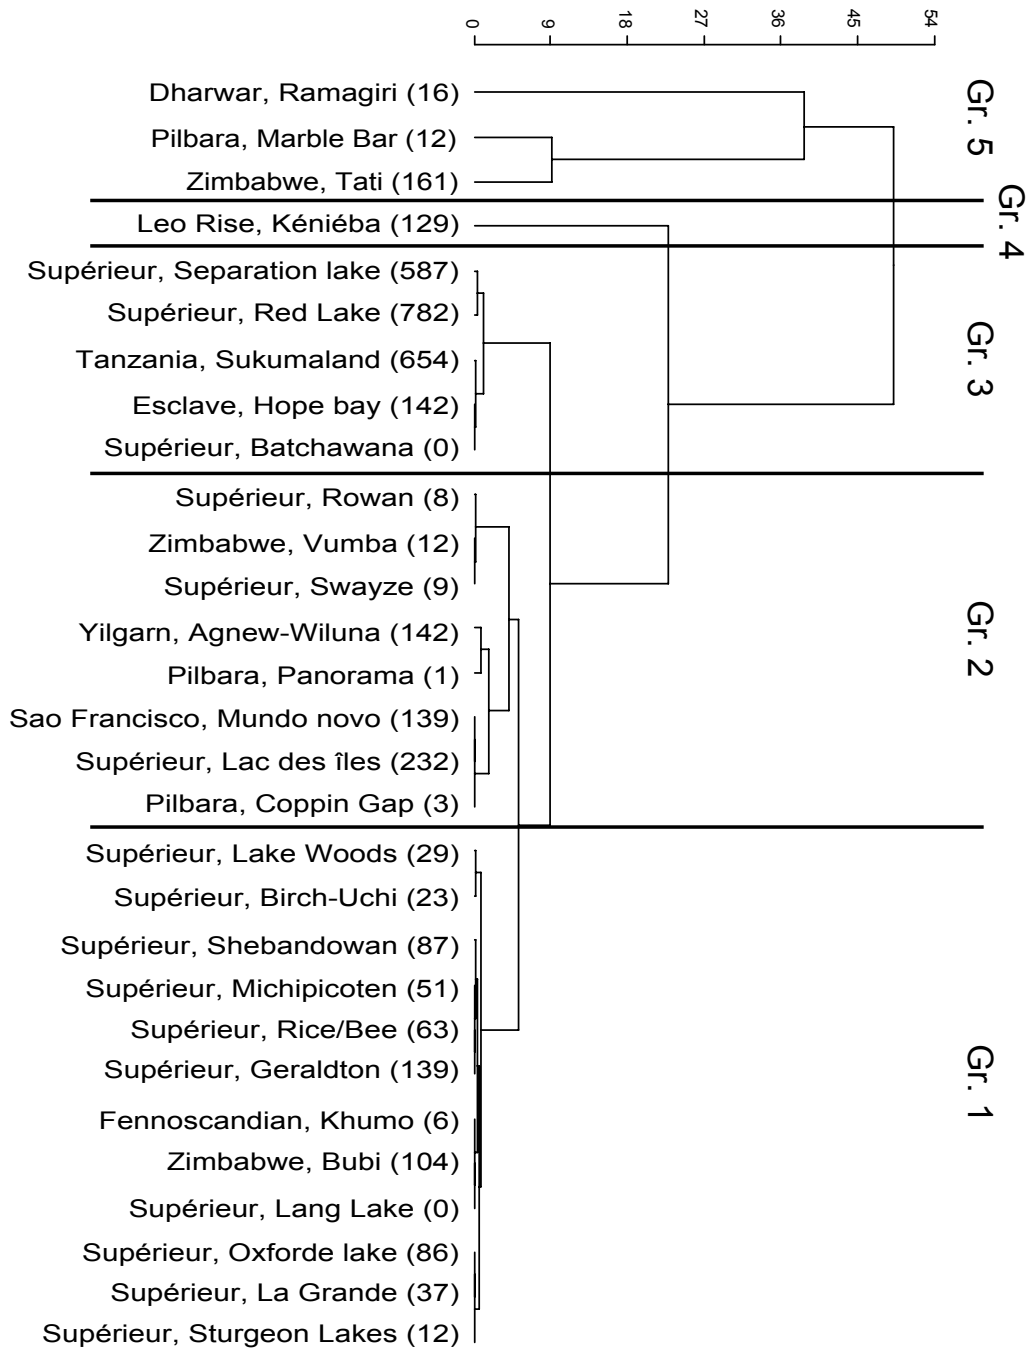 0 9 18 27 36 45 54
Dharwar, Ramagiri (16)
Pilbara, Marble Bar (12)
Zimbabwe, Tati (161)
Gr. 5
Leo Rise, Kéniéba (129)
Gr. 4
Supérieur, Separation lake (587)
Supérieur, Red Lake (782)
Tanzania, Sukumaland (654)
Esclave, Hope bay (142)
Supérieur, Batchawana (0)
Gr. 3
Supérieur, Rowan (8)
Zimbabwe, Vumba (12)
Supérieur, Swayze (9)
Yilgarn, Agnew-Wiluna (142)
Pilbara, Panorama (1)
Sao Francisco, Mundo novo (139)
Supérieur, Lac des îles (232)
Pilbara, Coppin Gap (3)
Gr. 2
Supérieur, Lake Woods (29)
Supérieur, Birch-Uchi (23)
Supérieur, Shebandowan (87)
Supérieur, Michipicoten (51)
Supérieur, Rice/Bee (63)
Supérieur, Geraldton (139)
Fennoscandian, Khumo (6)
Zimbabwe, Bubi (104)
Supérieur, Lang Lake (0)
Supérieur, Oxforde lake (86)
Supérieur, La Grande (37)
Supérieur, Sturgeon Lakes (12)
Gr. 1